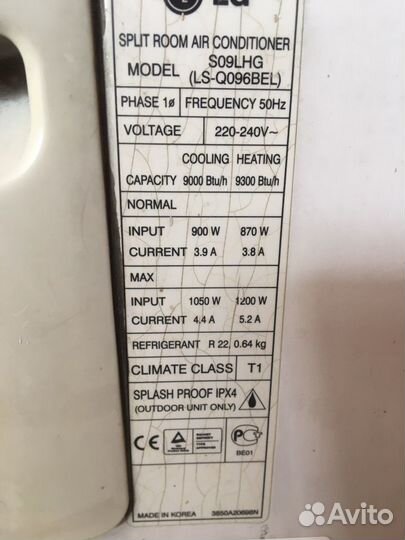 LG
SPLIT ROOM AIR CONDITIONER
MODEL S09LHG
(LS-Q096BEL)
PHASE 1ø FREQUENCY 50Hz
VOLTAGE 220-240V~
COOLING HEATING
CAPACITY 9000 Btu/h 9300 Btu/h
NORMAL
INPUT 900 W 870 W
CURRENT 3.9 A 3.8 A
MAX
INPUT 1050 W 1200 W
CURRENT 4.4 A 5.2 A
REFRIGERANT R 22, 0.64 kg
CLIMATE CLASS T1
SPLASH PROOF IPX4
(OUTDOOR UNIT ONLY)
CE
BE01
MADE IN KOREA 3850A20698N
Avito